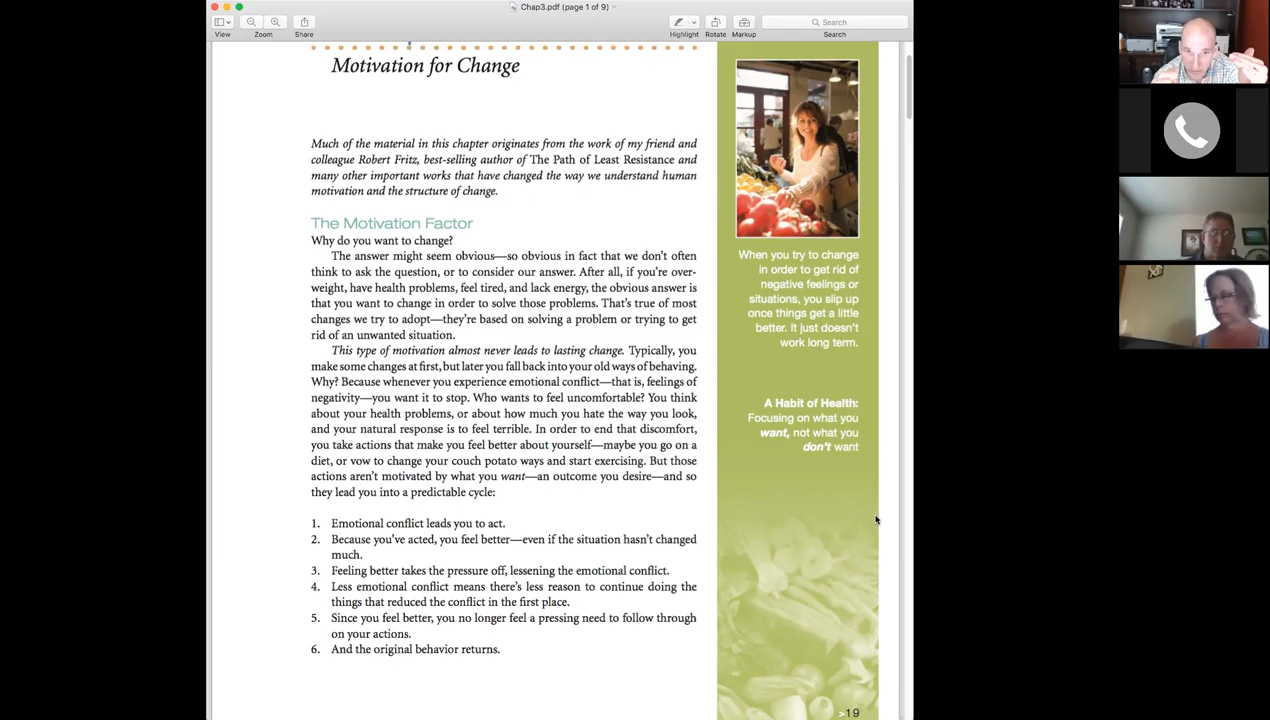 Chap3.pdf (page 1 of 9)
View
Zoom
Share
Highlight
Rotate
Markup
Search
Search
Motivation for Change
Much of the material in this chapter originates from the work of my friend and
colleague Robert Fritz, best-selling author of The Path of Least Resistance and
many other important works that have changed the way we understand human
motivation and the structure of change.
The Motivation Factor
Why do you want to change?
The answer might seem obvious—so obvious in fact that we don't often
think to ask the question, or to consider our answer. After all, if you're over-
weight, have health problems, feel tired, and lack energy, the obvious answer is
that you want to change in order to solve those problems. That's true of most
changes we try to adopt—they're based on solving a problem or trying to get
rid of an unwanted situation.
This type of motivation almost never leads to lasting change. Typically, you
make some changes at first, but later you fall back into your old ways of behaving.
Why? Because whenever you experience emotional conflict—that is, feelings of
negativity—you want it to stop. Who wants to feel uncomfortable? You think
about your health problems, or about how much you hate the way you look,
and your natural response is to feel terrible. In order to end that discomfort,
you take actions that make you feel better about yourself—maybe you go on a
diet, or vow to change your couch potato ways and start exercising. But those
actions aren't motivated by what you want—an outcome you desire—and so
they lead you into a predictable cycle:
1. Emotional conflict leads you to act.
2. Because you've acted, you feel better—even if the situation hasn't changed
much.
3. Feeling better takes the pressure off, lessening the emotional conflict.
4. Less emotional conflict means there's less reason to continue doing the
things that reduced the conflict in the first place.
5. Since you feel better, you no longer feel a pressing need to follow through
on your actions.
6. And the original behavior returns.
When you try to change
in order to get rid of
negative feelings or
situations, you slip up
once things get a little
better. It just doesn't
work long term.
A Habit of Health:
Focusing on what you
want, not what you
don't want
>19